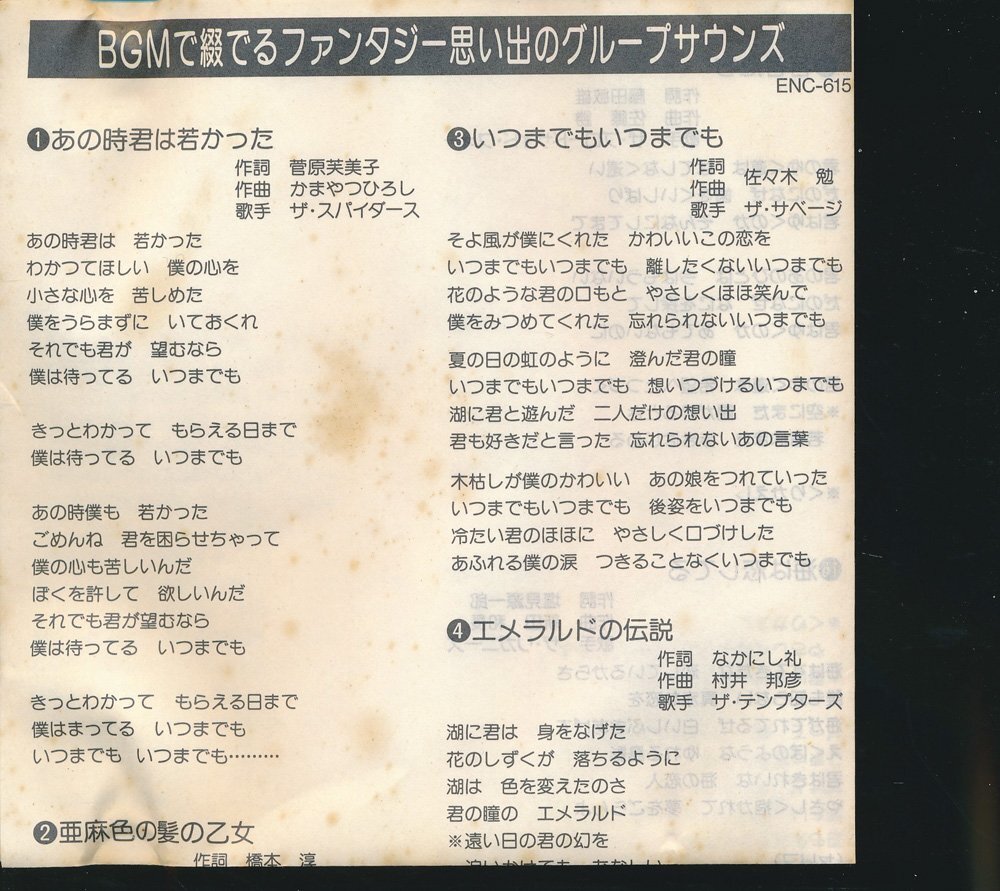 BGMで綴でるファンタジー思い出のグループサウンズ
ENC-615
❶あの時君は若かった
作詞 菅原芙美子
作曲 かまやつひろし
歌手 ザ・スパイダース
あの時君は 若かった
わかつてほしい 僕の心を
小さな心を 苦しめた
僕をうらまずに いておくれ
それでも君が 望むなら
僕は待ってる いつまでも
きっとわかって もらえる日まで
僕は待ってる いつまでも
あの時僕も 若かった
ごめんね 君を困らせちゃって
僕の心も苦しいんだ
ぼくを許して 欲しいんだ
それでも君が望むなら
僕は待ってる いつまでも
きっとわかって もらえる日まで
僕はまってる いつまでも
いつまでも いつまでも………
❷亜麻色の髪の乙女
作詞 橋本 淳
❸いつまでもいつまでも
作詞
作曲 佐々木 勉
歌手 ザ・サベージ
そよ風が僕にくれた かわいいこの恋を
いつまでもいつまでも 離したくないいつまでも
花のような君の口もと やさしくほほ笑んで
僕をみつめてくれた 忘れられないいつまでも
夏の日の虹のように 澄んだ君の瞳
いつまでもいつまでも 想いつづけるいつまでも
湖に君と遊んだ 二人だけの想い出
君も好きだと言った 忘れられないあの言葉
木枯しが僕のかわいい あの娘をつれていった
いつまでもいつまでも 後姿をいつまでも
冷たい君のほほに やさしく口づけした
あふれる僕の涙 つきることなくいつまでも
❹エメラルドの伝説
作詞 なかにし礼
作曲 村井 邦彦
歌手 ザ・テンプターズ
湖に君は 身をなげた
花のしずくが 落ちるように
湖は 色を変えたのさ
君の瞳の エメラルド
※遠い日の君の幻を